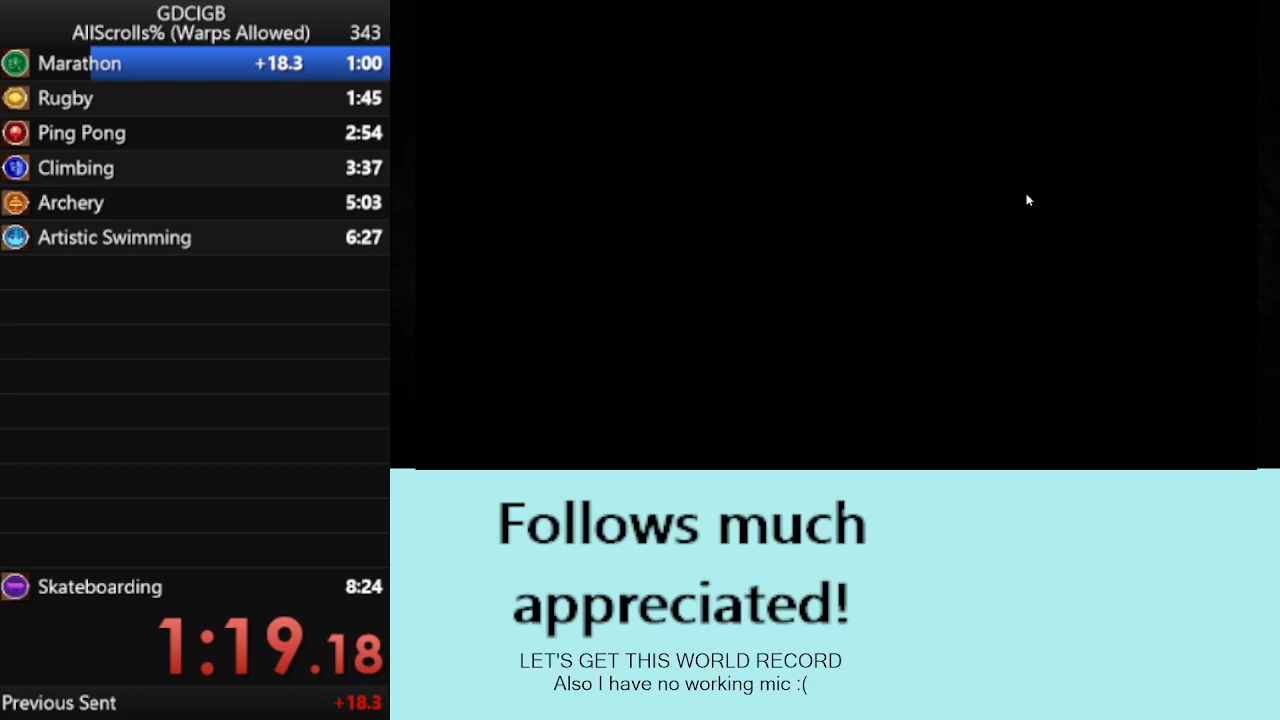 GDCIGB
AllScrolls% (Warps Allowed) 343
Marathon +18.3 1:00
Rugby 1:45
Ping Pong 2:54
Climbing 3:37
Archery 5:03
Artistic Swimming 6:27
Skateboarding 8:24
1:19.18
Previous Sent +18.3
Follows much
appreciated!
LET'S GET THIS WORLD RECORD
Also I have no working mic :(